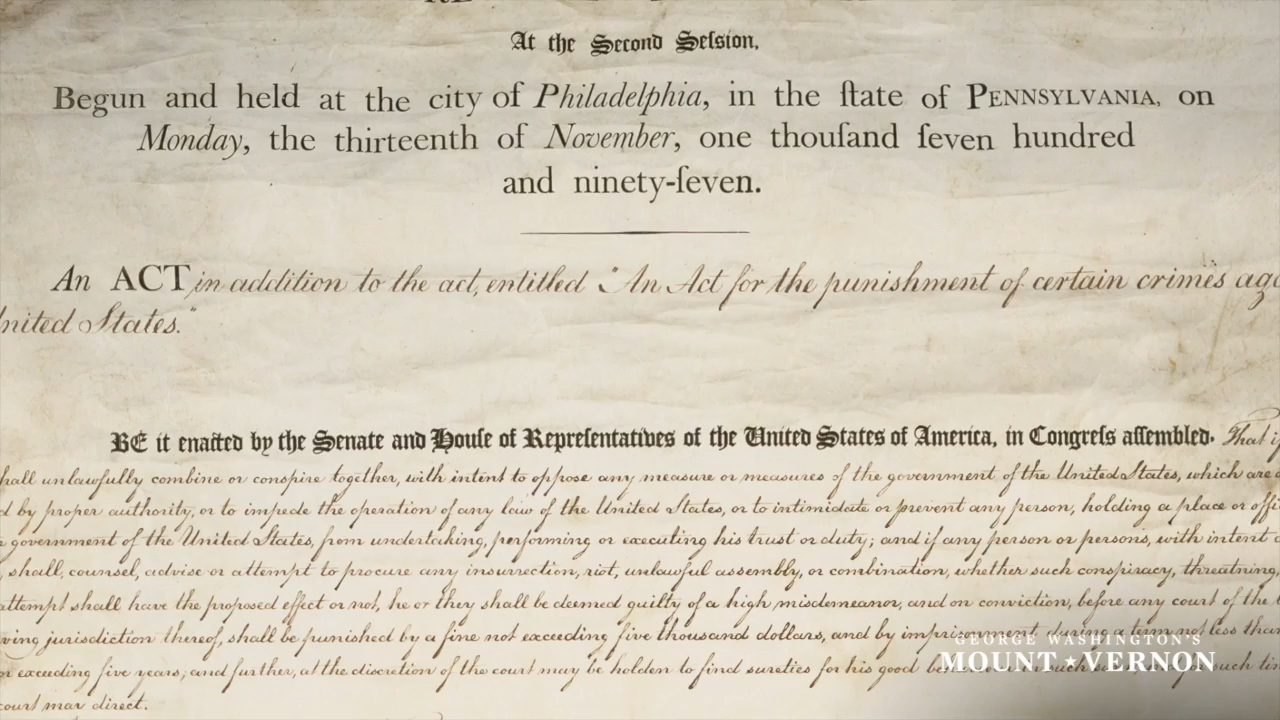 At the Second Seſsion,
Begun and held at the city of Philadelphia, in the ſtate of PENNSYLVANIA, on
Monday, the thirteenth of November, one thouſand ſeven hundred
and ninety-ſeven.
An ACT in addition to the act, entitled "An Act for the punishment of certain crimes
United States."
BE it enacted by the Senate and House of Repreſentatives of the United States of America, in Congreſs aſſembled. That if
shall unlawfully combine or conspire together, with intent to oppose any measure or measures of the government of the United States, which are
by proper authority, or to impede the operation of any law of the United States, or to intimidate or prevent any person, holding a place or
government of the United States, from undertaking, performing or executing his trust or duty; and if any person or persons, with intent
shall, counsel, advise or attempt to procure any insurrection, riot, unlawful assembly, or combination, whether such conspiracy, threatning,
attempt shall have the proposed effect or not, he or they shall be deemed guilty of a high misdemeanor, and on conviction, before any court of the
jurisdiction thereof, shall be punished by a fine not exceeding five thousand dollars, and by imprisonment during a term not less than
exceeding five years; and further, at the discretion of the court may be holden to find sureties for his good such
court may direct.
GEORGE WASHINGTON'S
MOUNT★VERNON